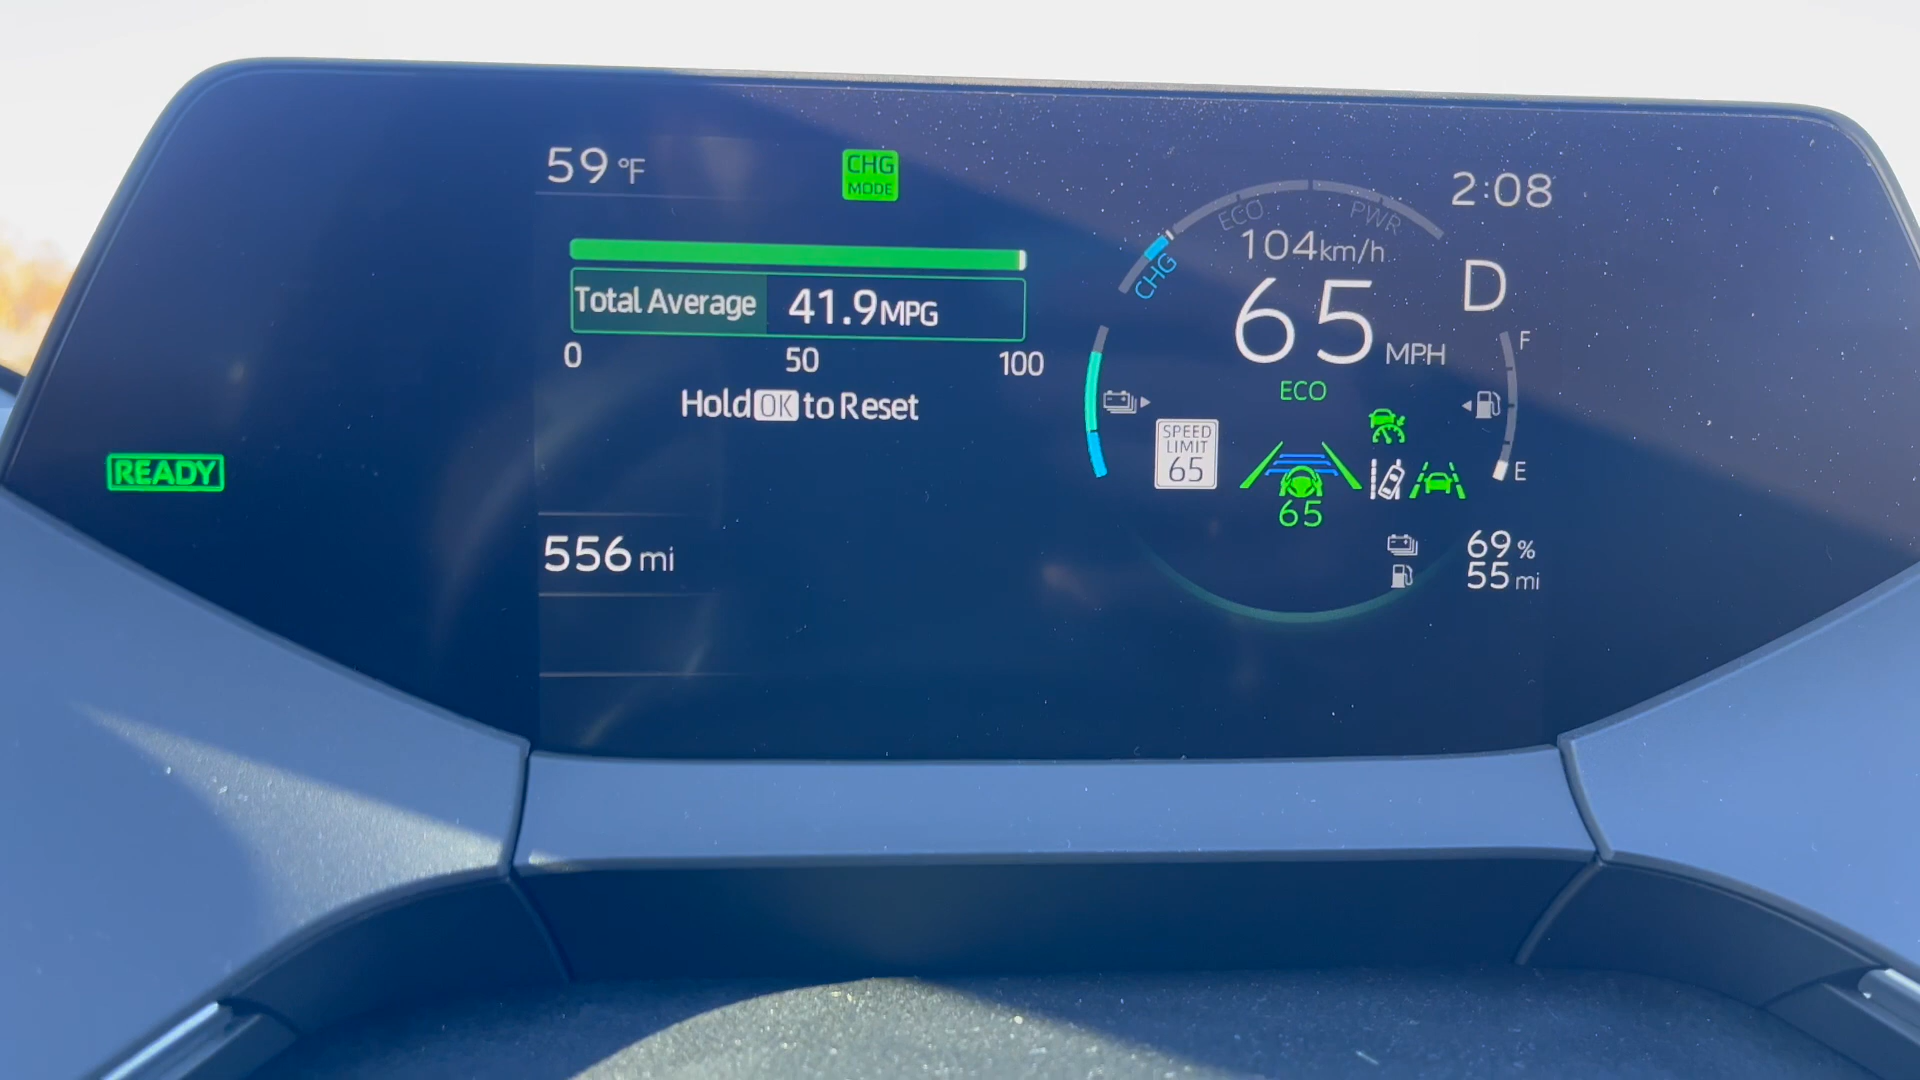 59 °F
CHG
MODE
Total Average 41.9 MPG
0 50 100
Hold OK to Reset
READY
556 mi
2:08
ECO PWR
CHG
104 km/h
65 MPH
D
ECO
F
E
SPEED
LIMIT
65
65
69 %
55 mi